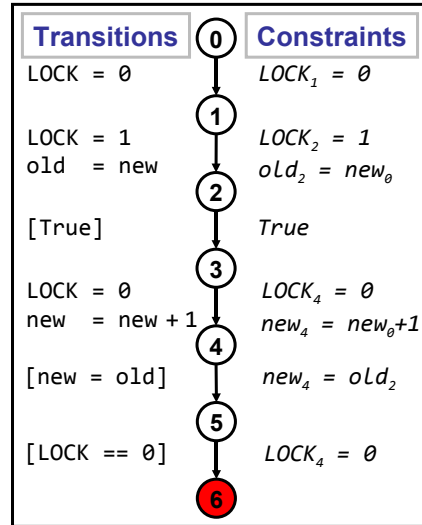 Transitions 0 Constraints
LOCK = 0 LOCK₁ = 0
1
LOCK = 1 LOCK₂ = 1
old = new old₂ = new₀
2
[True] True
3
LOCK = 0 LOCK₄ = 0
new = new + 1 new₄ = new₀+1
4
[new = old] new₄ = old₂
5
[LOCK == 0] LOCK₄ = 0
6